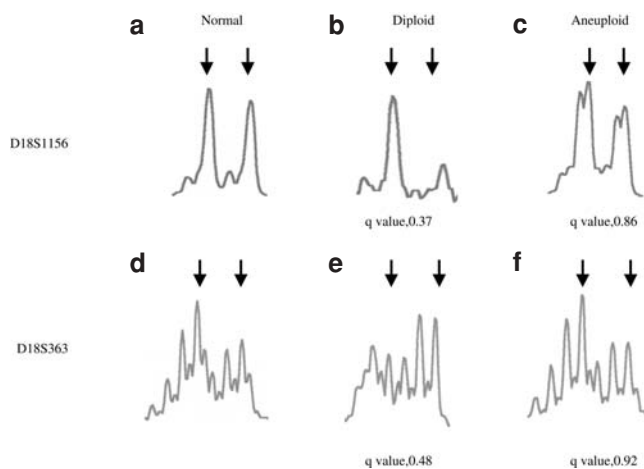 a Normal b Diploid c Aneuploid
D18S1156
q value,0.37 q value,0.86
d e f
D18S363
q value,0.48 q value,0.92